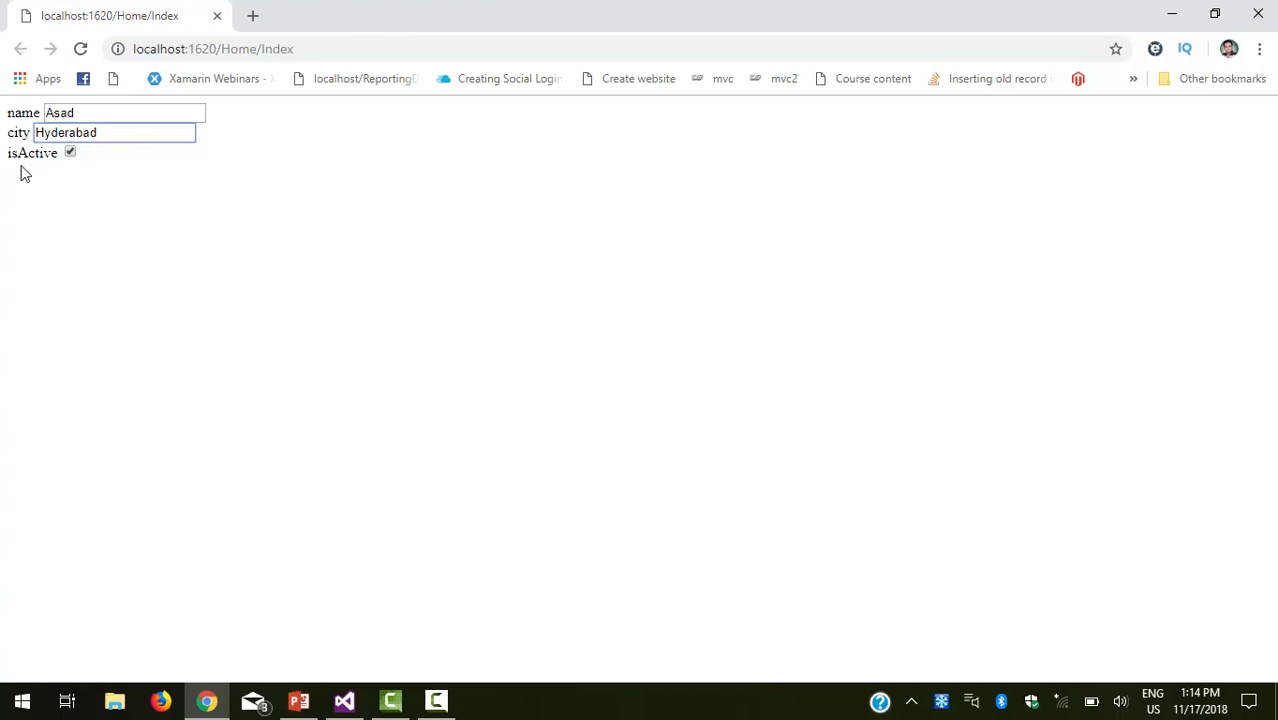 localhost:1620/Home/Index
localhost:1620/Home/Index
Apps
Xamarin Webinars -
localhost/Reporting
Creating Social Login
Create website
mvc
mvc2
Course content
Inserting old record
»
Other bookmarks
name Asad
city Hyderabad
isActive
3
ENG
US
1:14 PM
11/17/2018